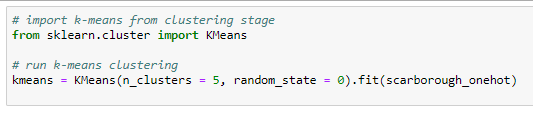 # import k-means from clustering stage
from sklearn.cluster import KMeans
# run k-means clustering
kmeans = KMeans(n_clusters = 5, random_state = 0).fit(scarborough_onehot)